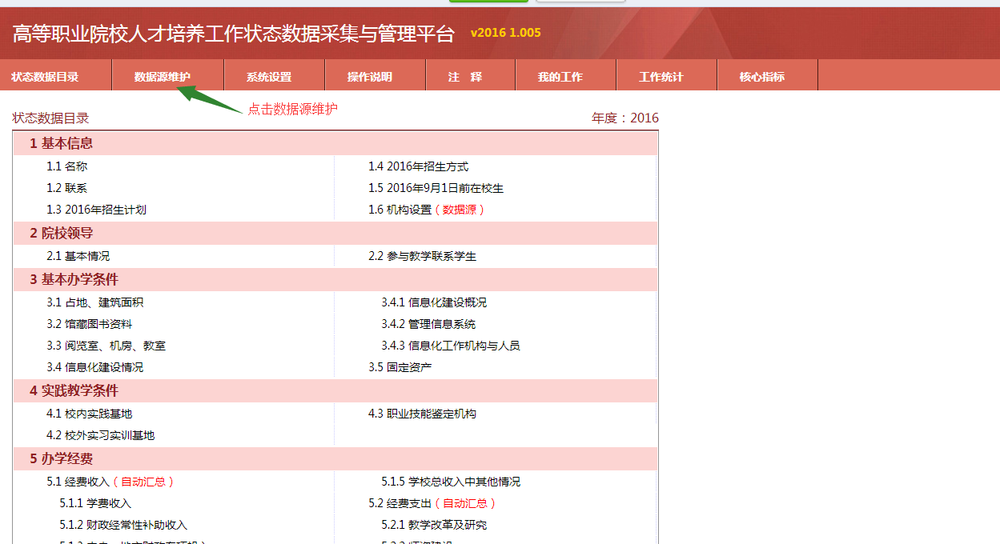 高等职业院校人才培养工作状态数据采集与管理平台 v2016 1.005
状态数据目录 数据源维护 系统设置 操作说明 注 释 我的工作 工作统计 核心指标
点击数据源维护
状态数据目录 年度：2016
1 基本信息
1.1 名称 1.4 2016年招生方式
1.2 联系 1.5 2016年9月1日前在校生
1.3 2016年招生计划 1.6 机构设置（数据源）
2 院校领导
2.1 基本情况 2.2 参与教学联系学生
3 基本办学条件
3.1 占地、建筑面积 3.4.1 信息化建设概况
3.2 馆藏图书资料 3.4.2 管理信息系统
3.3 阅览室、机房、教室 3.4.3 信息化工作机构与人员
3.4 信息化建设情况 3.5 固定资产
4 实践教学条件
4.1 校内实践基地 4.3 职业技能鉴定机构
4.2 校外实习实训基地
5 办学经费
5.1 经费收入（自动汇总） 5.1.5 学校总收入中其他情况
5.1.1 学费收入 5.2 经费支出（自动汇总）
5.1.2 财政经常性补助收入 5.2.1 教学改革及研究